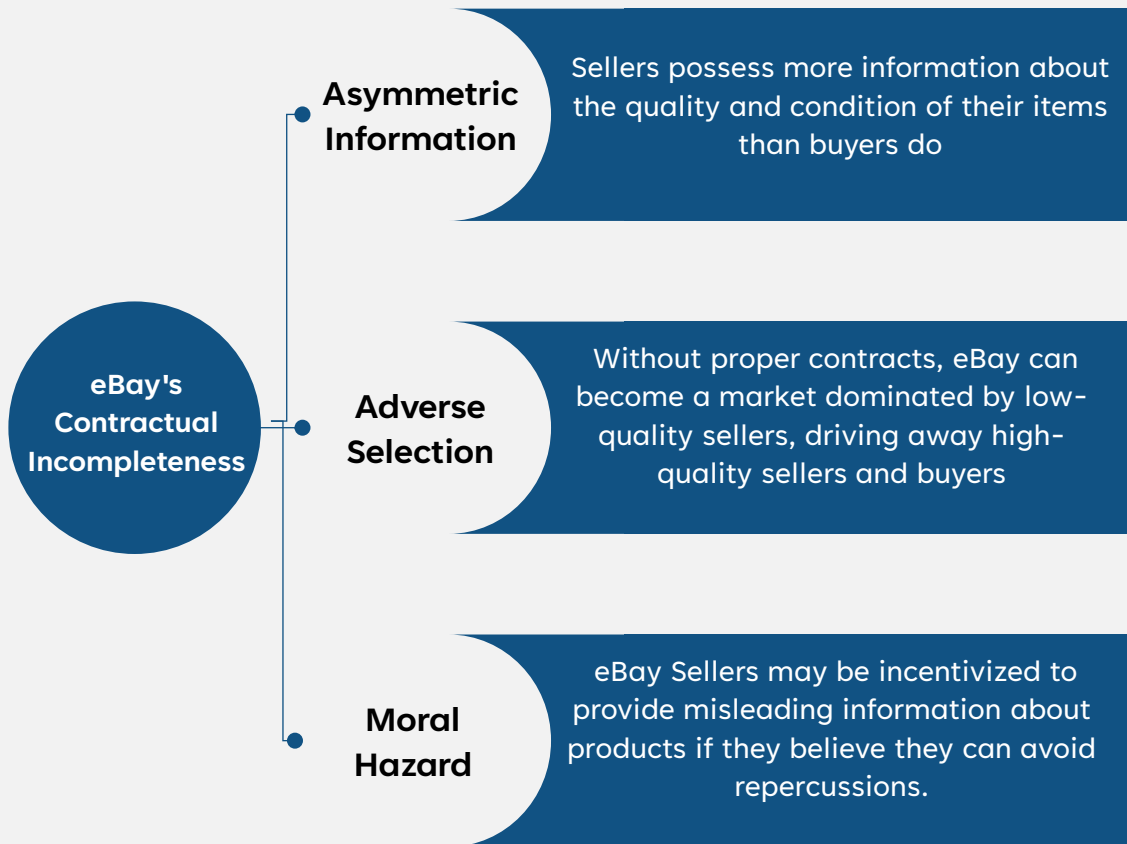 Asymmetric
Information
Sellers possess more information about
the quality and condition of their items
than buyers do
eBay's
Contractual
Incompleteness
Adverse
Selection
Without proper contracts, eBay can
become a market dominated by low-
quality sellers, driving away high-
quality sellers and buyers
Moral
Hazard
eBay Sellers may be incentivized to
provide misleading information about
products if they believe they can avoid
repercussions.